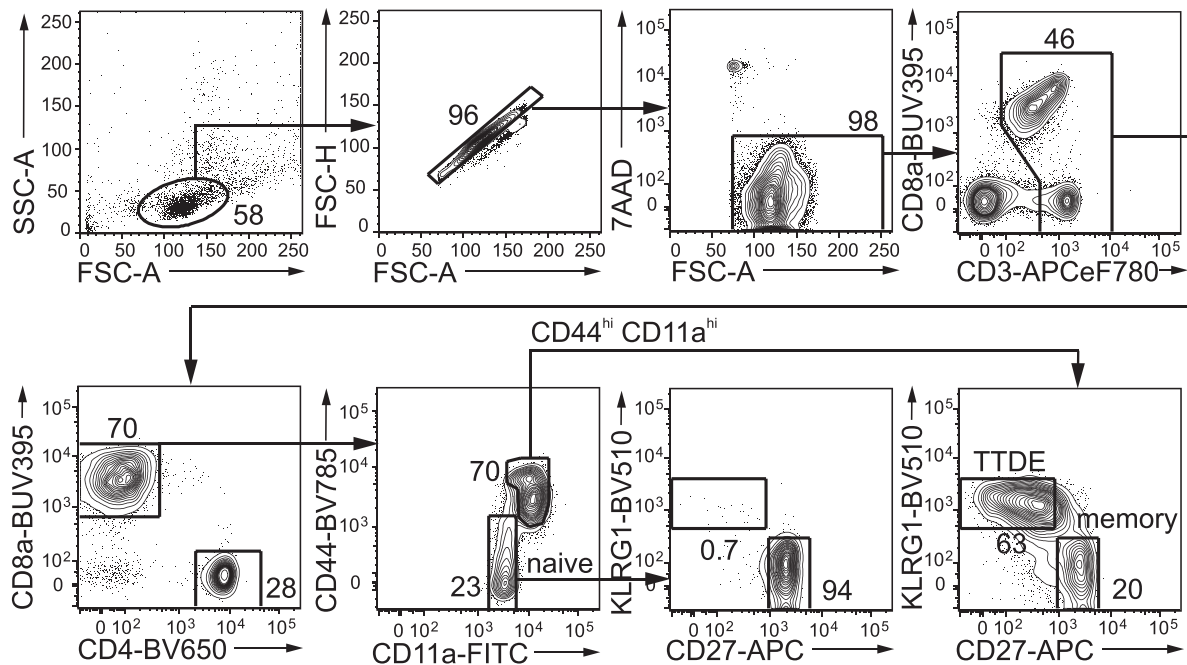 SSC-A
250
200
150
100
50
0
58
0 50 100 150 200 250
FSC-A
FSC-H
250
200
150
100
50
0
96
0 50 100 150 200 250
FSC-A
7AAD
10^5
10^4
10^3
10^2
0
98
0 50 100 150 200 250
FSC-A
CD8a-BUV395
10^5
10^4
10^3
10^2
0
46
0 10^2 10^3 10^4 10^5
CD3-APCeF780
CD44^hi CD11a^hi
CD8a-BUV395
10^5
10^4
10^3
10^2
0
70
28
0 10^2 10^3 10^4 10^5
CD4-BV650
CD44-BV785
10^5
10^4
10^3
10^2
0
70
23
naive
0 10^2 10^3 10^4 10^5
CD11a-FITC
KLRG1-BV510
10^5
10^4
10^3
10^2
0
0.7
94
0 10^2 10^3 10^4 10^5
CD27-APC
KLRG1-BV510
10^5
10^4
10^3
10^2
0
TTDE
memory
63
20
0 10^2 10^3 10^4 10^5
CD27-APC